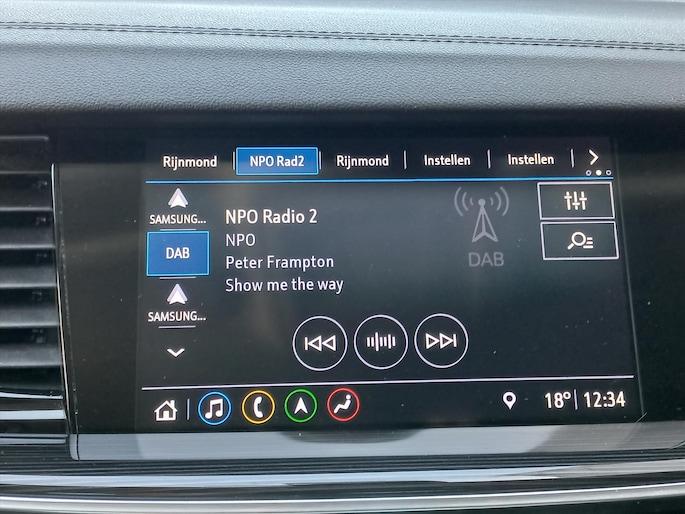 Rijnmond NPO Rad2 Rijnmond Instellen Instellen
SAMSUNG...
DAB
SAMSUNG...
NPO Radio 2
NPO
Peter Frampton
Show me the way
DAB
18° 12:34